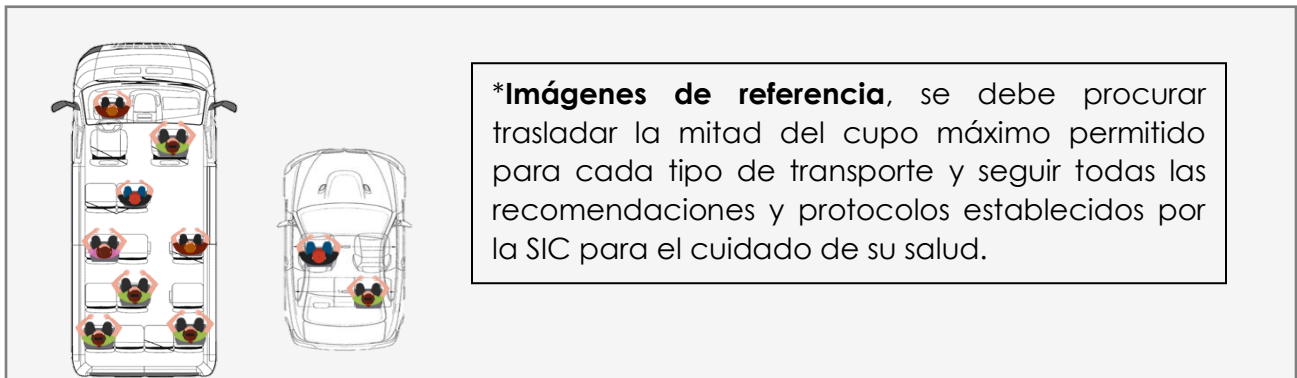 *Imágenes de referencia, se debe procurar
trasladar la mitad del cupo máximo permitido
para cada tipo de transporte y seguir todas las
recomendaciones y protocolos establecidos por
la SIC para el cuidado de su salud.